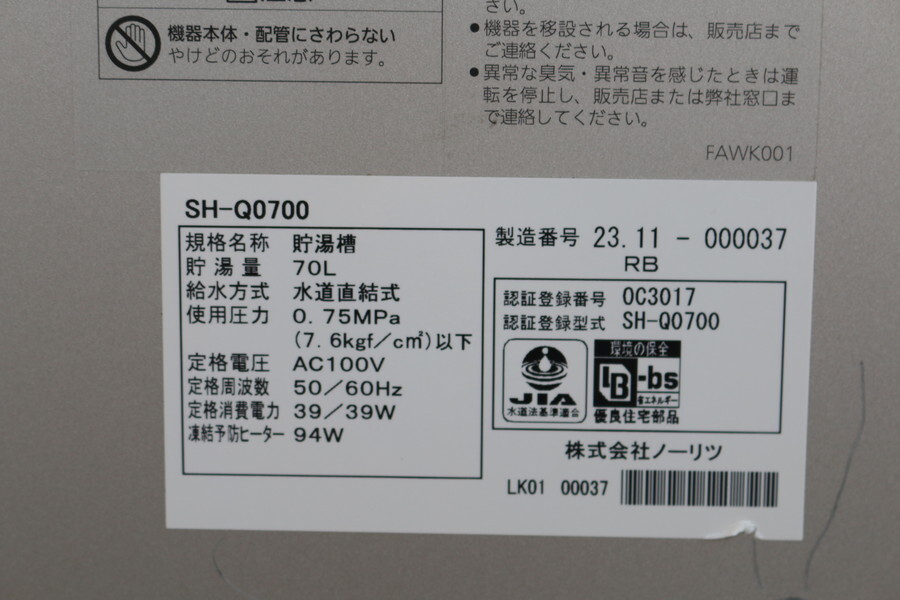 機器本体・配管にさわらない
やけどのおそれがあります。
さい。
●機器を移設される場合は、販売店まで
ご連絡ください。
●異常な臭気・異常音を感じたときは運
転を停止し、販売店または弊社窓口ま
で連絡してください。
FAWK001
SH-Q0700
規格名称 貯湯槽
貯湯量 70L
給水方式 水道直結式
使用圧力 0.75MPa
(7.6kgf/c㎡)以下
定格電圧 AC100V
定格周波数 50/60Hz
定格消費電力 39/39W
凍結予防ヒーター 94W
製造番号 23.11 - 000037
RB
認証登録番号 0C3017
認証登録型式 SH-Q0700
JIA
水道法基準適合
環境の保全
BL-bs
省エネルギー
優良住宅部品
株式会社ノーリツ
LK01 00037